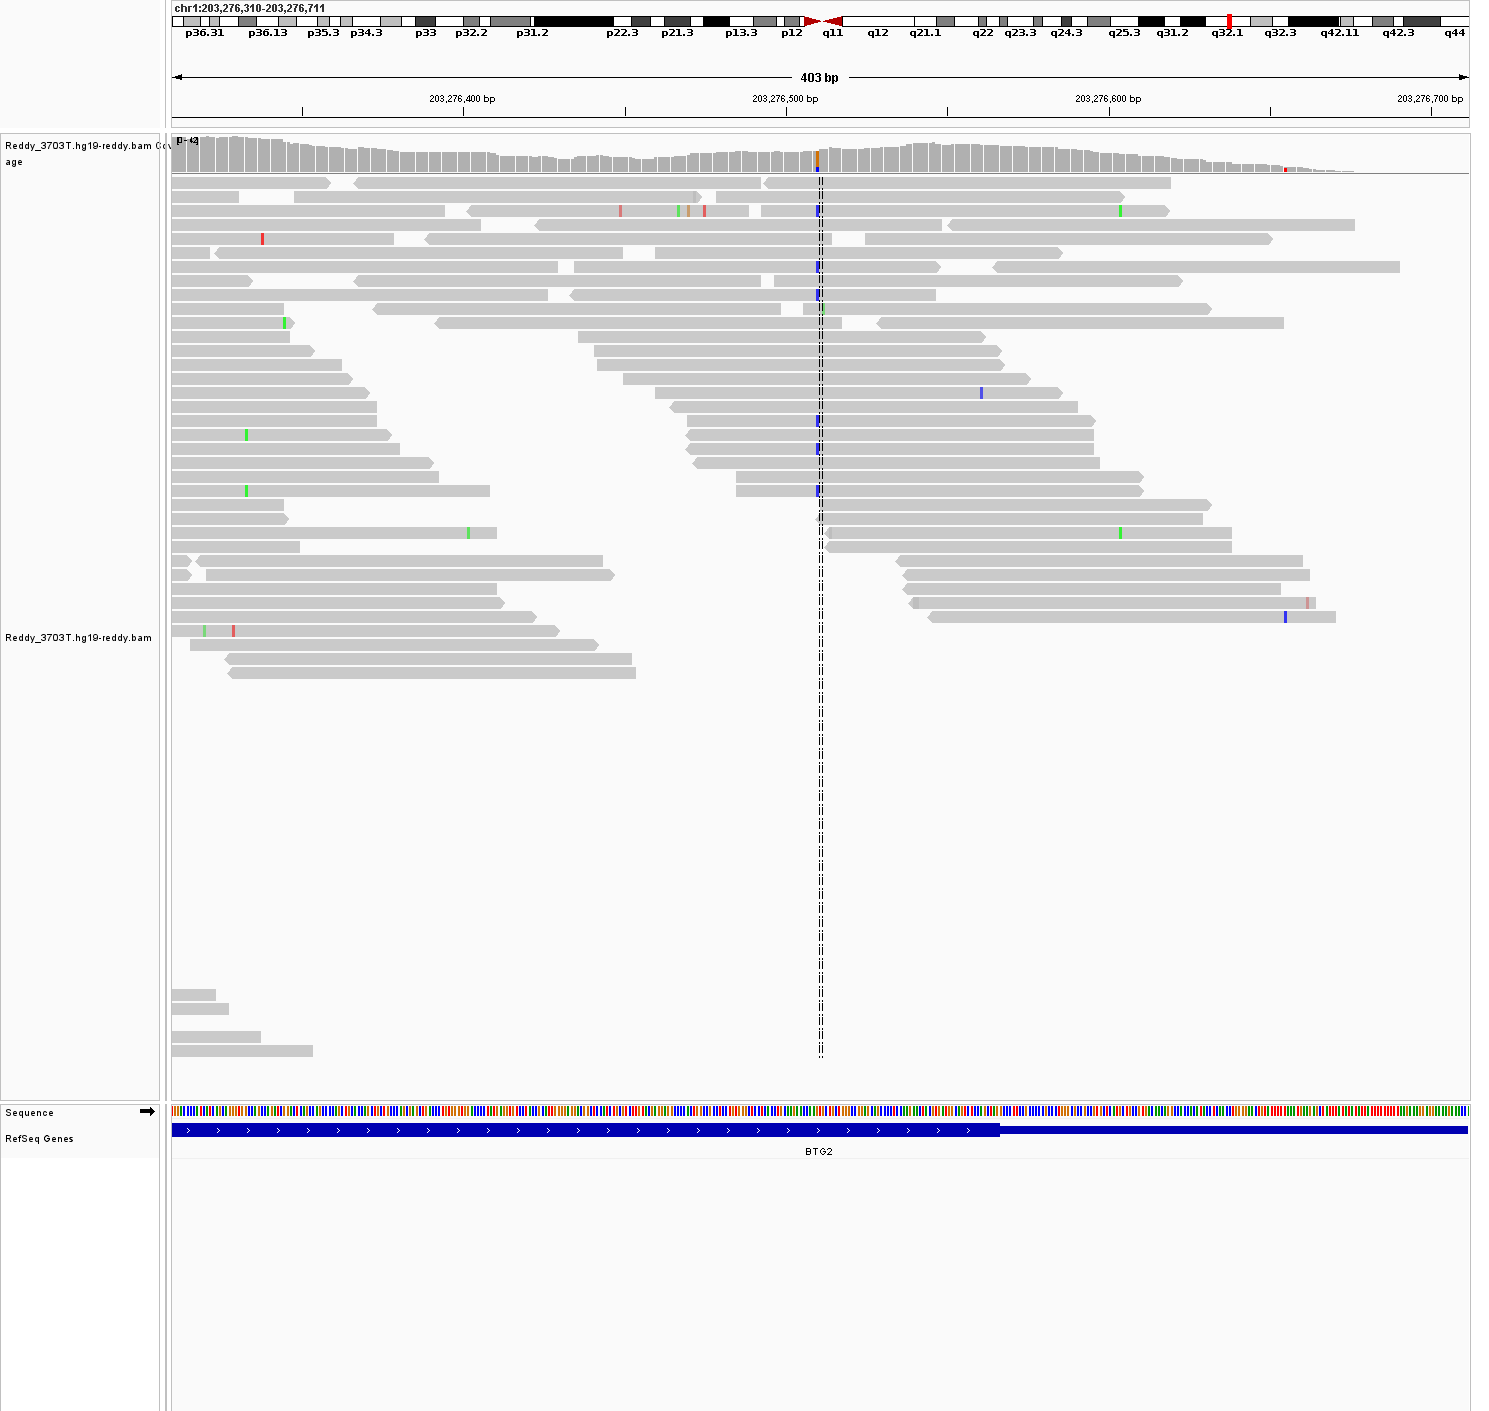 chr1:203,276,310-203,276,711
p36.31 p36.13 p35.3 p34.3 p33 p32.2 p31.2 p22.3 p21.3 p13.3 p12 q11 q12 q21.1 q22 q23.3 q24.3 q25.3 q31.2 q32.1 q32.3 q42.11 q42.3 q44
403 bp
203,276,400 bp 203,276,500 bp 203,276,600 bp 203,276,700 bp
Reddy_3703T.hg19-reddy.bam Cov
age
Reddy_3703T.hg19-reddy.bam
Sequence
RefSeq Genes
BTG2